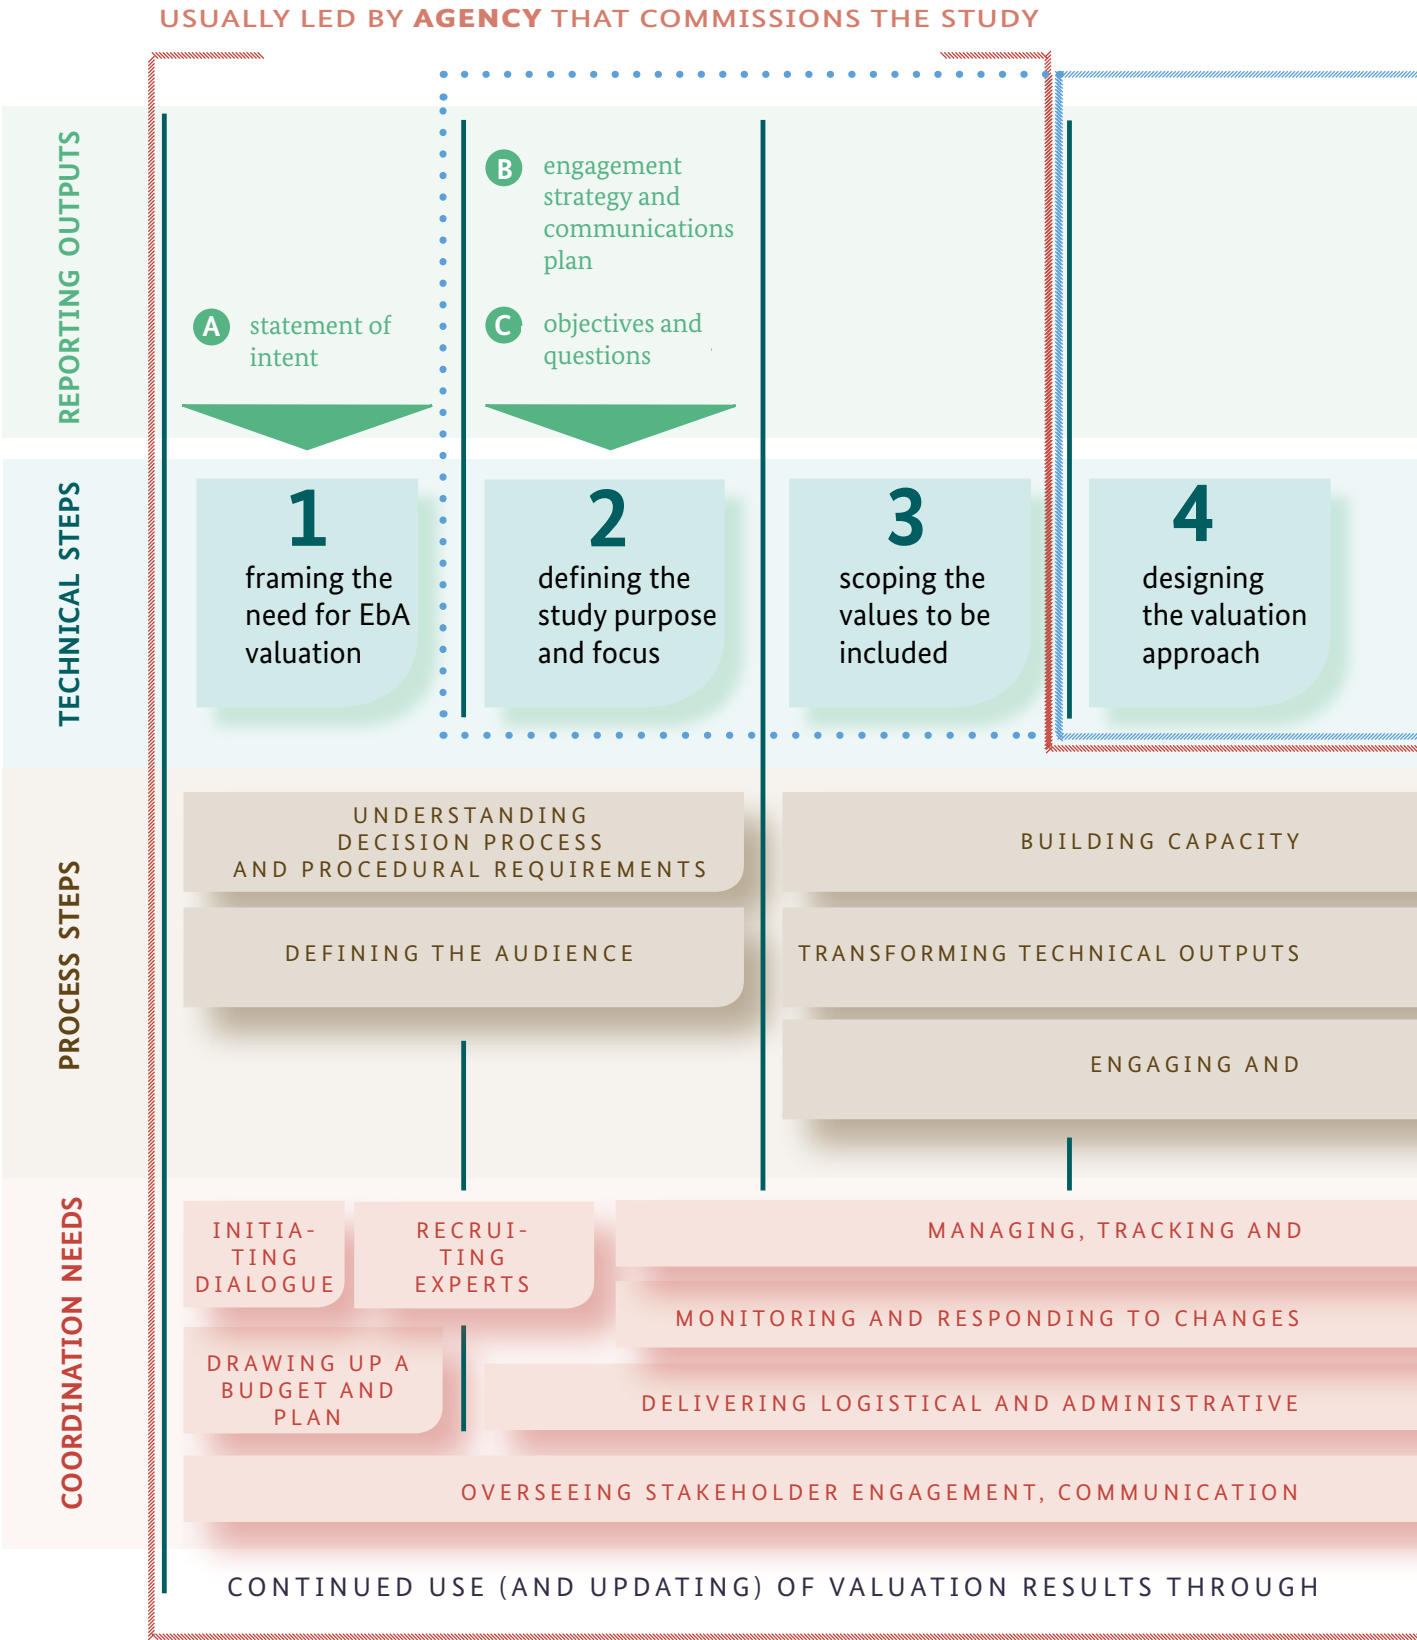 USUALLY LED BY AGENCY THAT COMMISSIONS THE STUDY
REPORTING OUTPUTS
A
statement of
intent
B
engagement
strategy and
communications
plan
C
objectives and
questions
TECHNICAL STEPS
1
framing the
need for EbA
valuation
2
defining the
study purpose
and focus
3
scoping the
values to be
included
4
designing
the valuation
approach
PROCESS STEPS
UNDERSTANDING
DECISION PROCESS
AND PROCEDURAL REQUIREMENTS
DEFINING THE AUDIENCE
BUILDING CAPACITY
TRANSFORMING TECHNICAL OUTPUTS
ENGAGING AND
COORDINATION NEEDS
INITIA-
TING
DIALOGUE
RECRUI-
TING
EXPERTS
MANAGING, TRACKING AND
MONITORING AND RESPONDING TO CHANGES
DRAWING UP A
BUDGET AND
PLAN
DELIVERING LOGISTICAL AND ADMINISTRATIVE
OVERSEEING STAKEHOLDER ENGAGEMENT, COMMUNICATION
CONTINUED USE (AND UPDATING) OF VALUATION RESULTS THROUGH